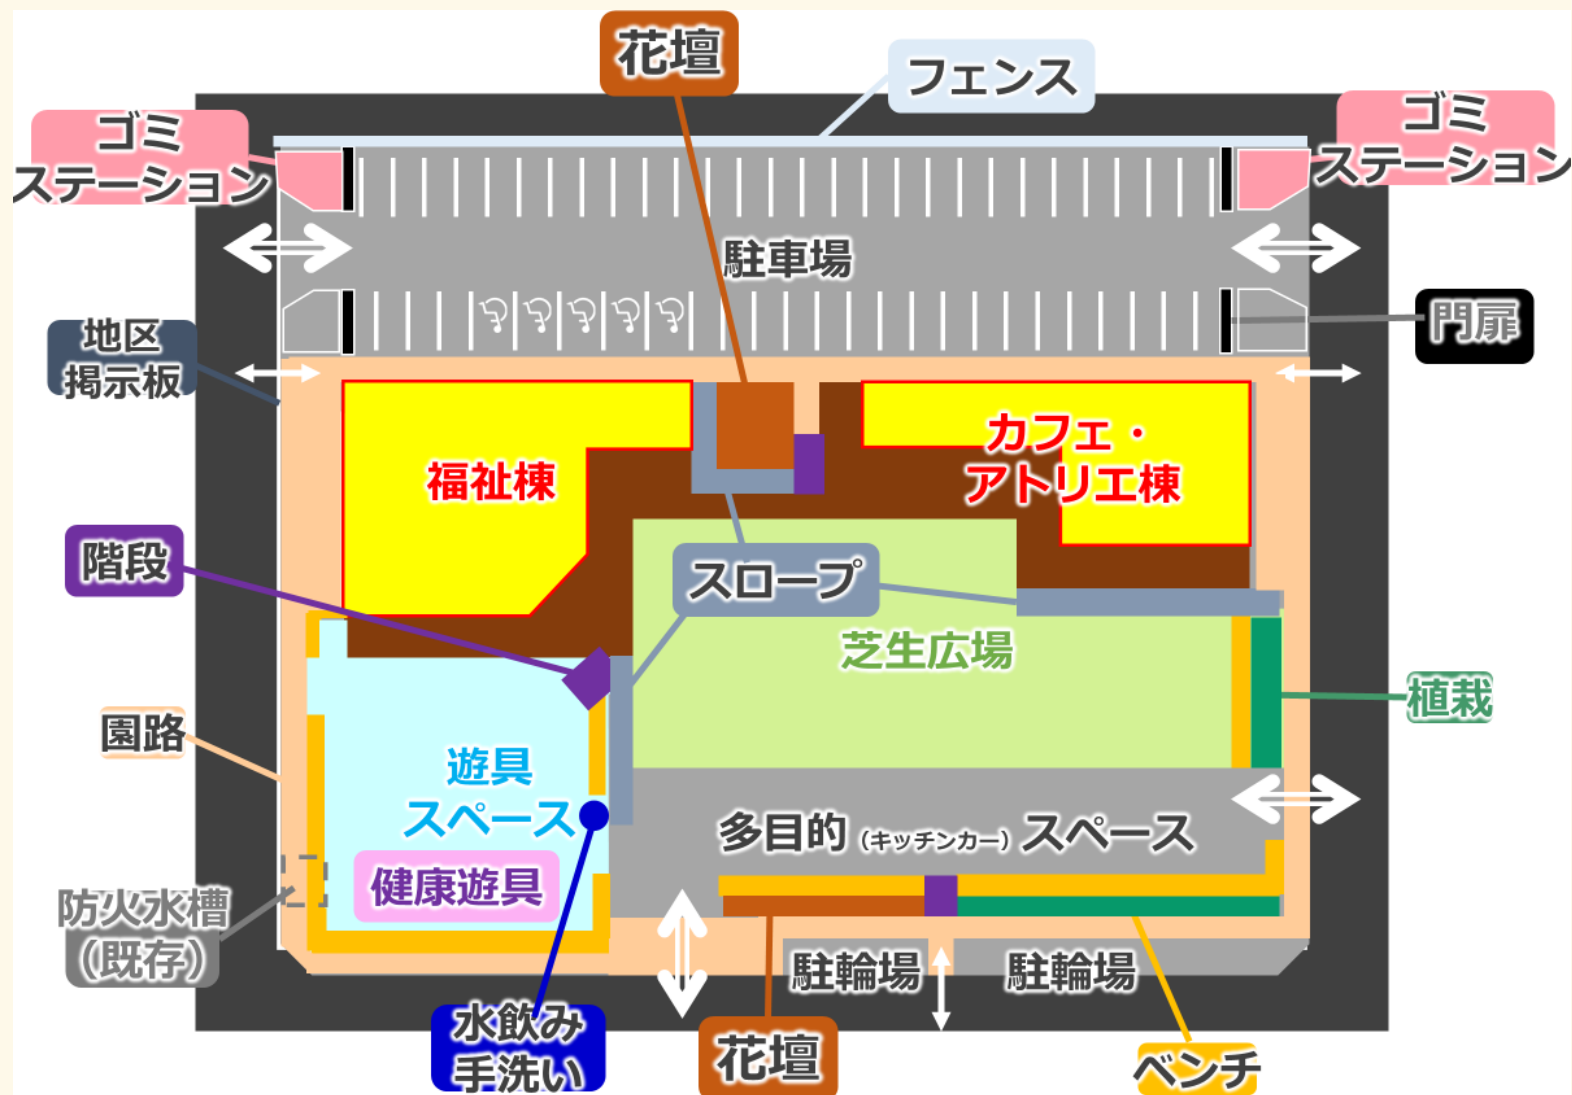 花壇
フェンス
ゴミ
ステーション
ゴミ
ステーション
駐車場
門扉
地区
掲示板
福祉棟
カフェ・
アトリエ棟
階段
スロープ
芝生広場
植栽
園路
遊具
スペース
多目的（キッチンカー）スペース
健康遊具
防火水槽
（既存）
駐輪場
駐輪場
水飲み
手洗い
花壇
ベンチ